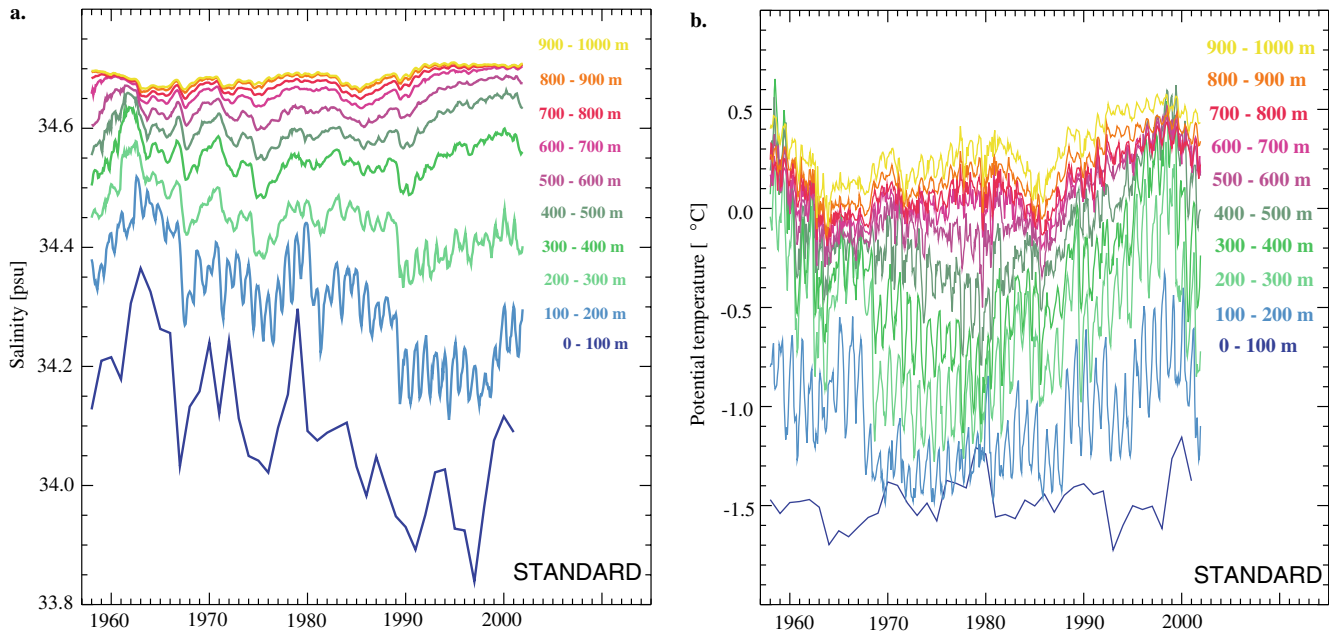 a.
34.6
34.4
34.2
34.0
33.8
Salinity [psu]
900 - 1000 m
800 - 900 m
700 - 800 m
600 - 700 m
500 - 600 m
400 - 500 m
300 - 400 m
200 - 300 m
100 - 200 m
0 - 100 m
STANDARD
1960 1970 1980 1990 2000
b.
0.5
0.0
-0.5
-1.0
-1.5
Potential temperature [ °C]
900 - 1000 m
800 - 900 m
700 - 800 m
600 - 700 m
500 - 600 m
400 - 500 m
300 - 400 m
200 - 300 m
100 - 200 m
0 - 100 m
STANDARD
1960 1970 1980 1990 2000